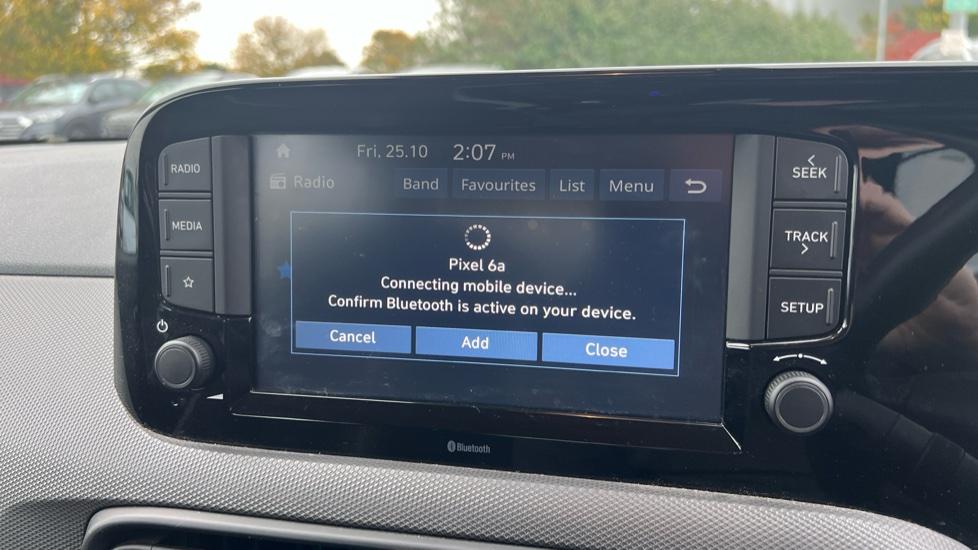 Fri, 25.10 2:07 PM
Radio Band Favourites List Menu
Pixel 6a
Connecting mobile device...
Confirm Bluetooth is active on your device.
Cancel Add Close
RADIO
MEDIA
SEEK
TRACK
SETUP
Bluetooth